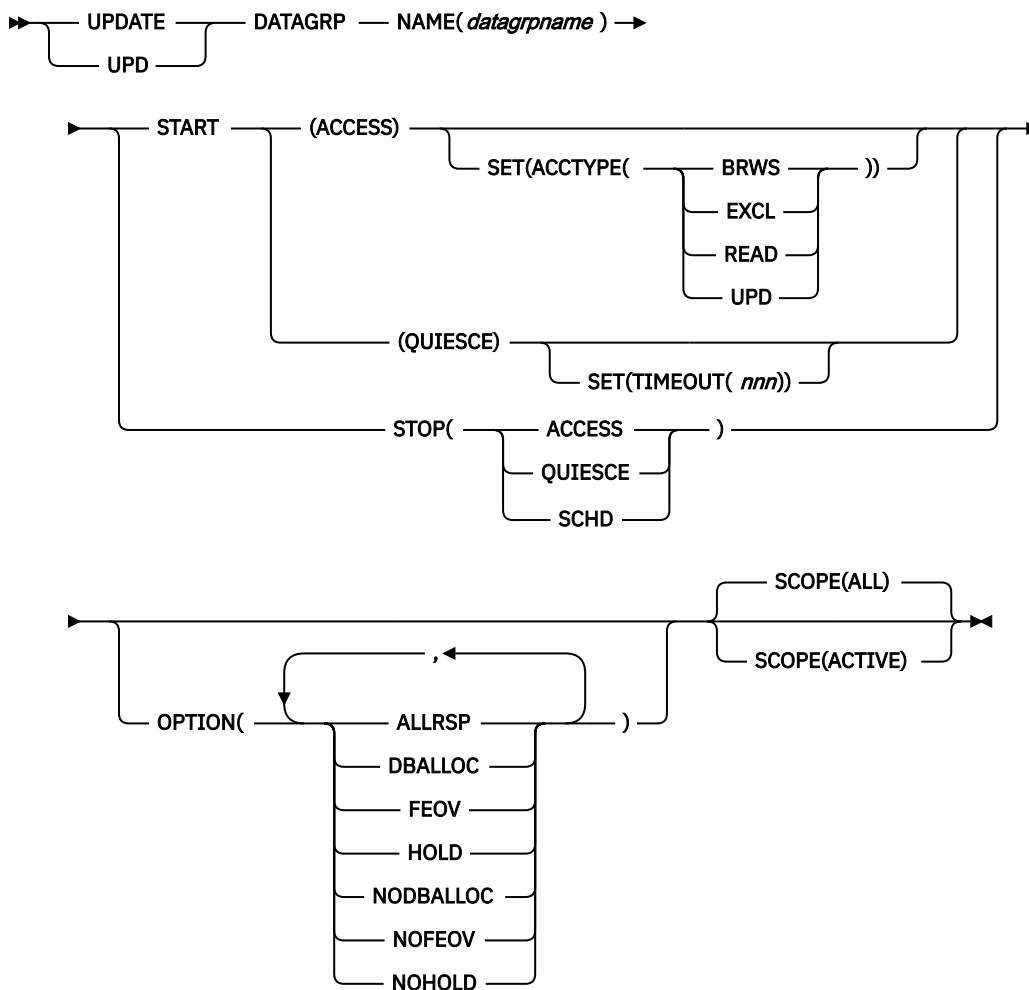 UPDATE DATAGRP NAME( datagrpname )
UPD
START (ACCESS)
SET(ACCTYPE( BRWS ))
EXCL
READ
UPD
(QUIESCE)
SET(TIMEOUT( nnn))
STOP( ACCESS )
QUIESCE
SCHD
SCOPE(ALL)
SCOPE(ACTIVE)
,
OPTION( ALLRSP )
DBALLOC
FEOV
HOLD
NODBALLOC
NOFEOV
NOHOLD